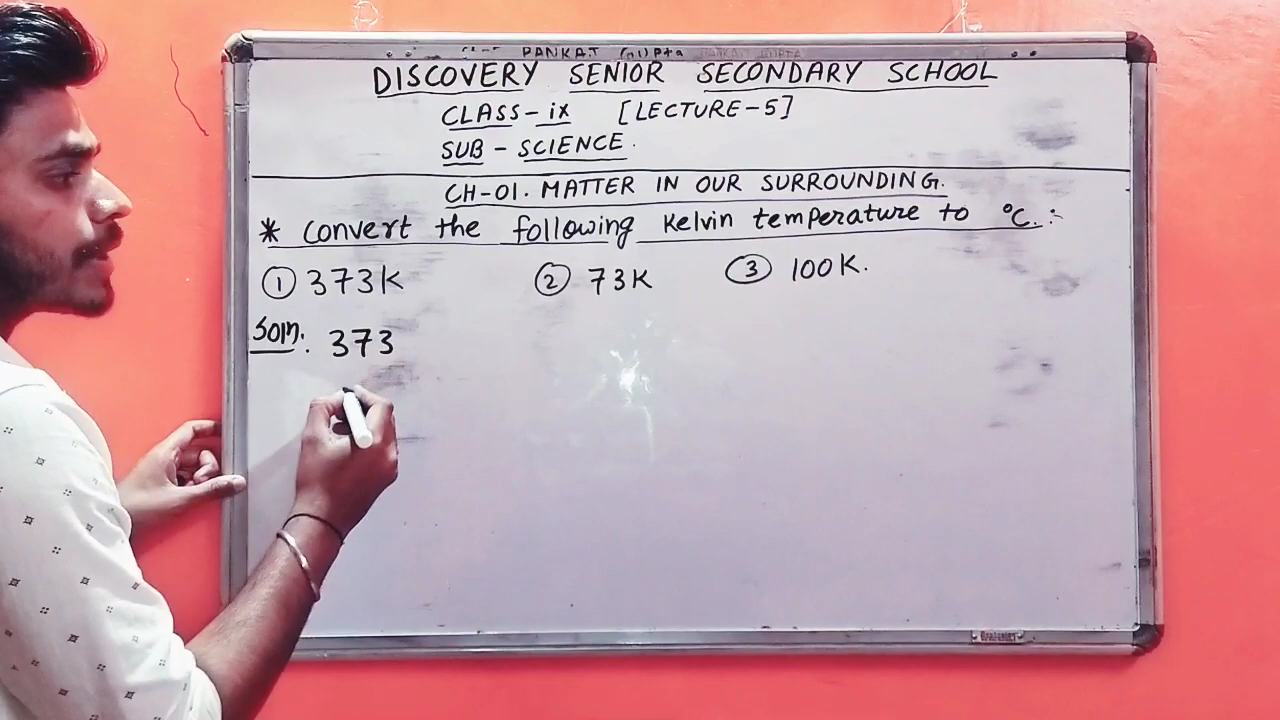 PANKAJ GUPTA
DISCOVERY SENIOR SECONDARY SCHOOL
CLASS-ix [LECTURE-5]
SUB - SCIENCE.
CH-01. MATTER IN OUR SURROUNDING.
* Convert the following Kelvin temperature to °C. :-
① 373K ② 73K ③ 100K.
Soln: 373